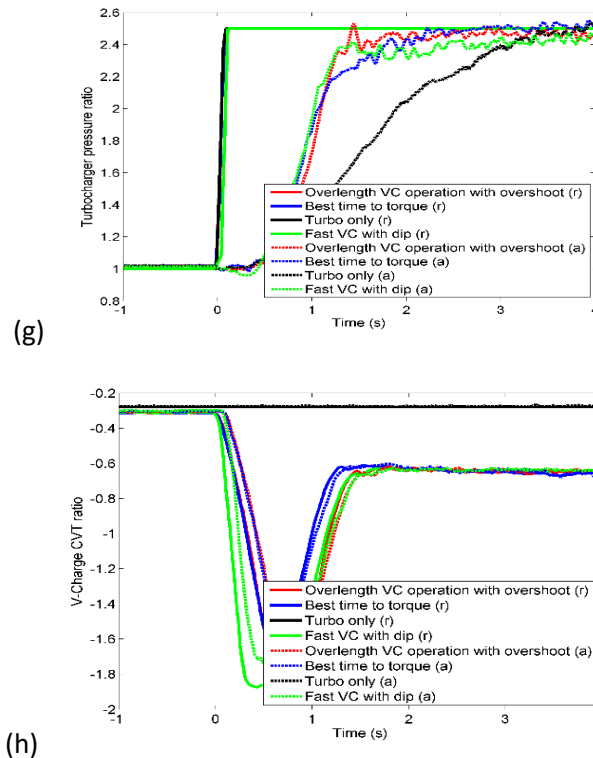 2.6
2.4
2.2
2
1.8
1.6
1.4
1.2
1
0.8
Turbocharger pressure ratio
Overlength VC operation with overshoot (r)
Best time to torque (r)
Turbo only (r)
Fast VC with dip (r)
Overlength VC operation with overshoot (a)
Best time to torque (a)
Turbo only (a)
Fast VC with dip (a)
-1 0 1 2 3 4
Time (s)
(g)
-0.2
-0.4
-0.6
-0.8
-1
-1.2
-1.4
-1.6
-1.8
-2
V-Charge CVT ratio
Overlength VC operation with overshoot (r)
Best time to torque (r)
Turbo only (r)
Fast VC with dip (r)
Overlength VC operation with overshoot (a)
Best time to torque (a)
Turbo only (a)
Fast VC with dip (a)
-1 0 1 2 3
Time (s)
(h)